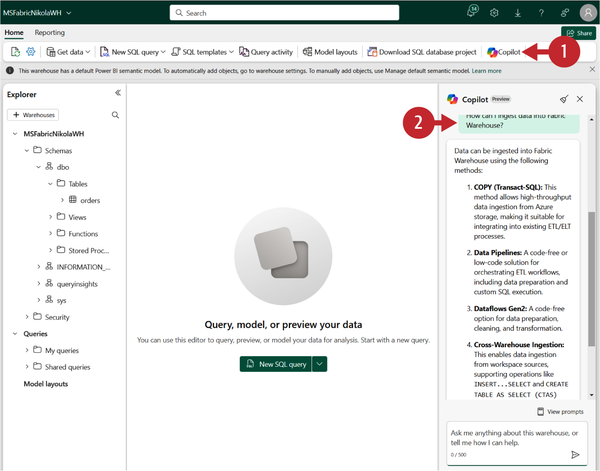 MSFabricNikolaWH
Search
14
Home
Reporting
Share
Get data
New SQL query
SQL templates
Query activity
Model layouts
Download SQL database project
Copilot
1
This warehouse has a default Power BI semantic model. To automatically add objects, go to warehouse settings. To manually add objects, use Manage default semantic model. Learn more
Explorer
+ Warehouses
MSFabricNikolaWH
Schemas
dbo
Tables
orders
Views
Functions
Stored Proc...
INFORMATION_...
queryinsights
sys
Security
Queries
My queries
Shared queries
Model layouts
Query, model, or preview your data
You can use this editor to query, preview, or model your data for analysis. Start with a new query.
New SQL query
Copilot
Preview
2
How can I ingest data into Fabric
Warehouse?
Data can be ingested into Fabric
Warehouse using the following
methods:
1. COPY (Transact-SQL): This
method allows high-throughput
data ingestion from Azure
storage, making it suitable for
integrating into existing ETL/ELT
processes.
2. Data Pipelines: A code-free or
low-code solution for
orchestrating ETL workflows,
including data preparation and
custom SQL execution.
3. Dataflows Gen2: A code-free
option for data preparation,
cleaning, and transformation.
4. Cross-Warehouse Ingestion:
This enables data ingestion
from workspace sources,
supporting operations like
INSERT...SELECT and CREATE
TABLE AS SELECT (CTAS)
View prompts
Ask me anything about this warehouse, or
tell me how I can help.
0 / 500